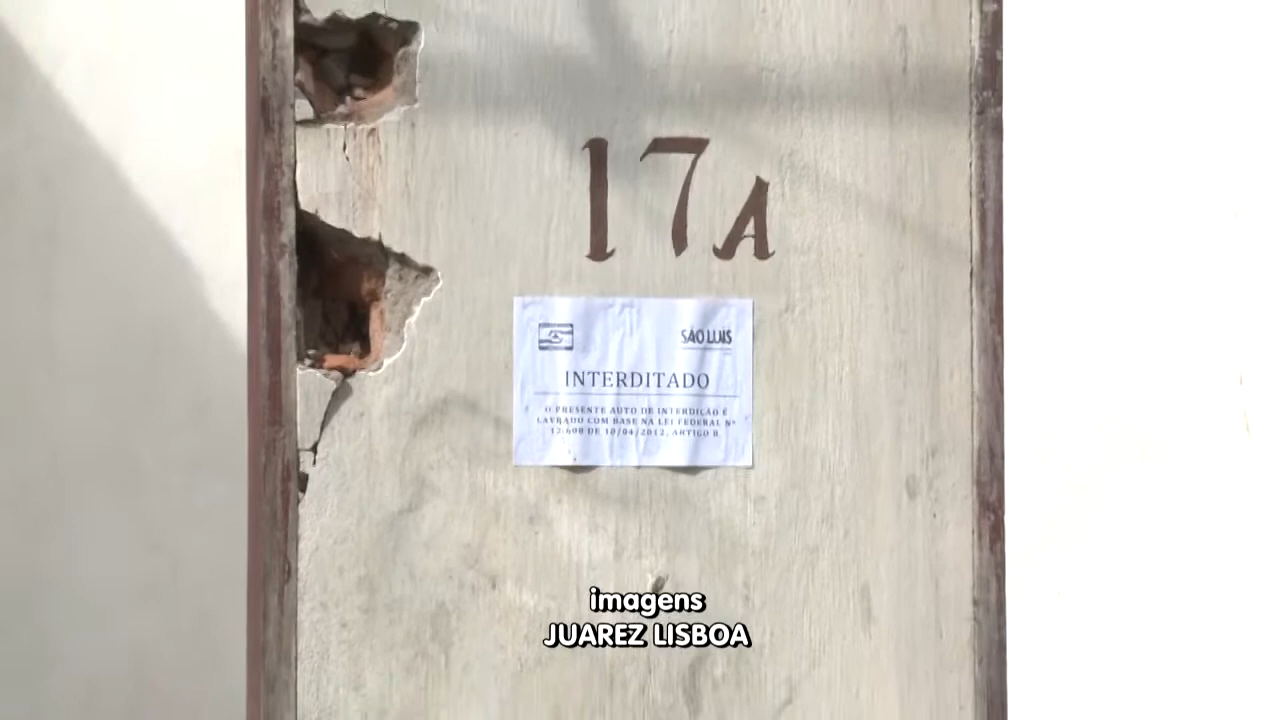 17A
SÃO LUÍS
INTERDITADO
O PRESENTE AUTO DE INTERDIÇÃO É
LAVRADO COM BASE NA LEI FEDERAL Nº
12.608 DE 10/04/2012, ARTIGO 8
imagens
JUAREZ LISBOA